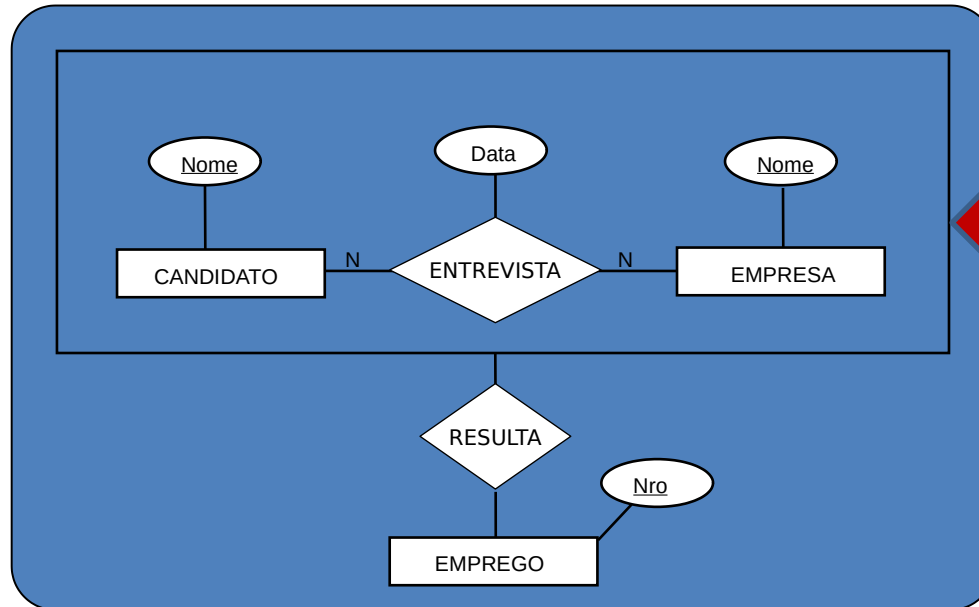 Nome
Data
Nome
CANDIDATO
N
ENTREVISTA
N
EMPRESA
RESULTA
Nro
EMPREGO